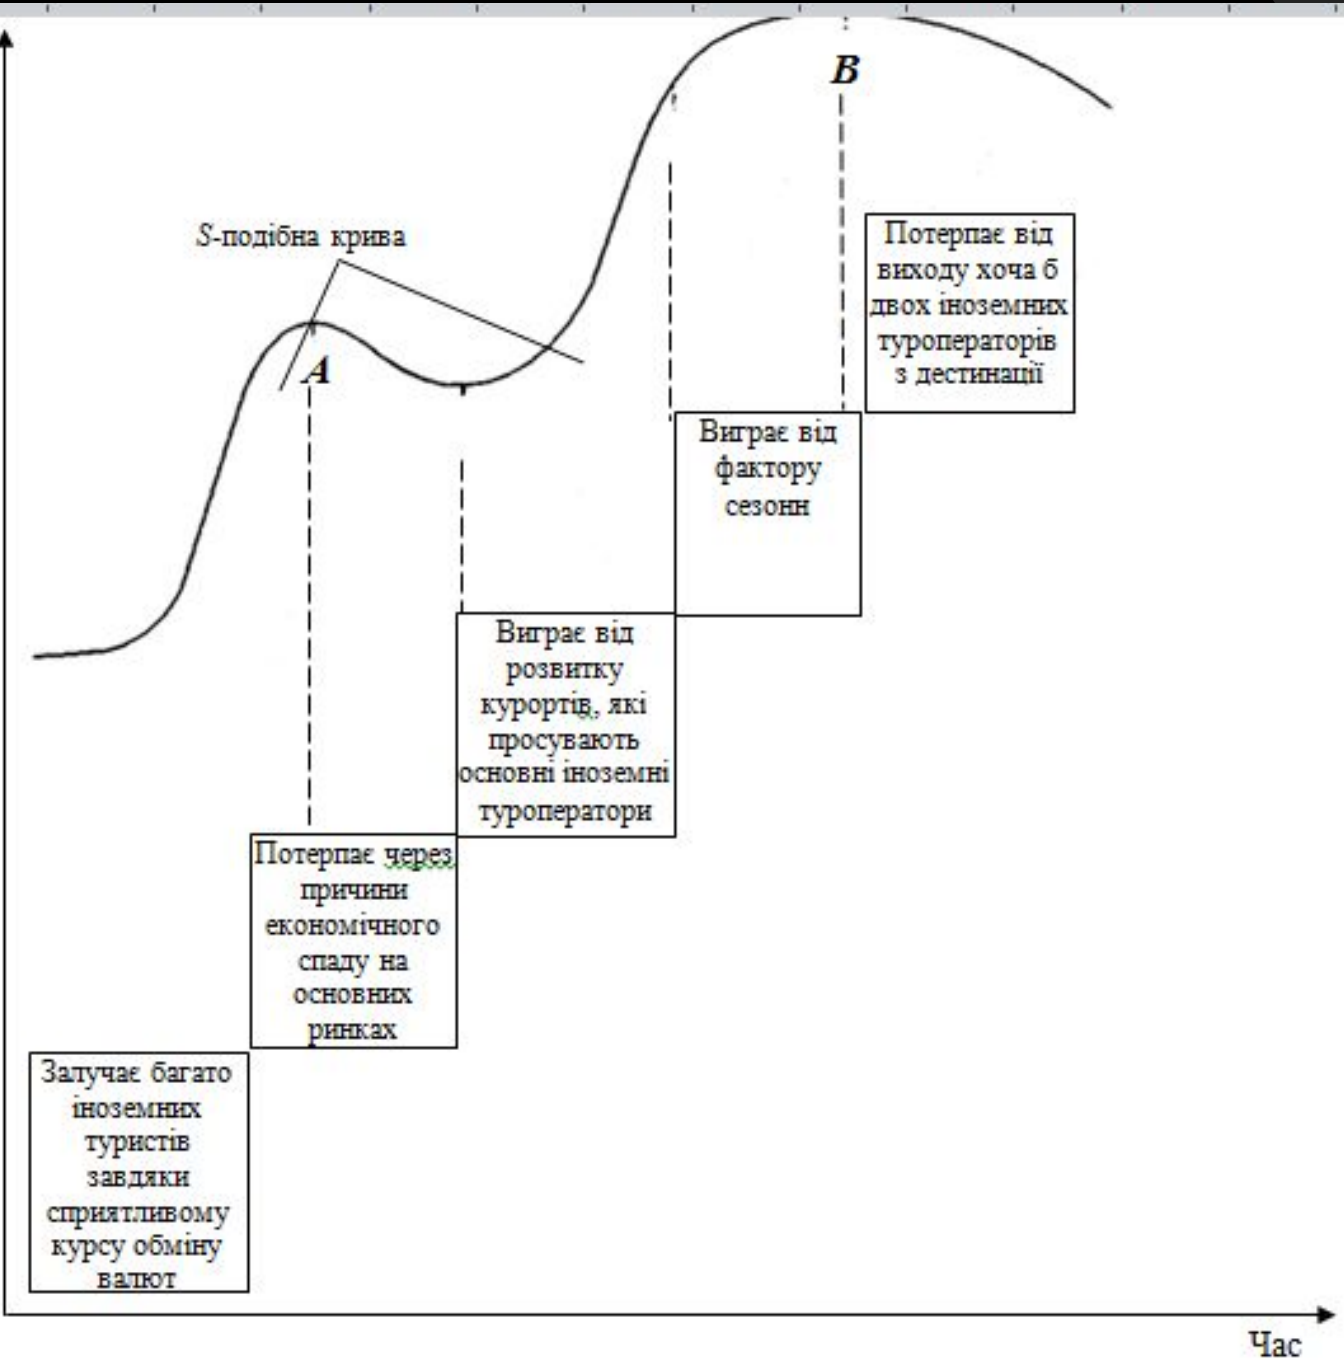 B
S-подібна крива
A
Потерпає від
виходу хоча б
двох іноземних
туроператорів
з дестинації
Виграє від
фактору
сезонн
Виграє від
розвитку
курортів, які
просувають
основні іноземні
туроператори
Потерпає через
причини
економічного
спаду на
основних
ринках
Залучає багато
іноземних
туристів
завдяки
сприятливому
курсу обміну
валют
Час